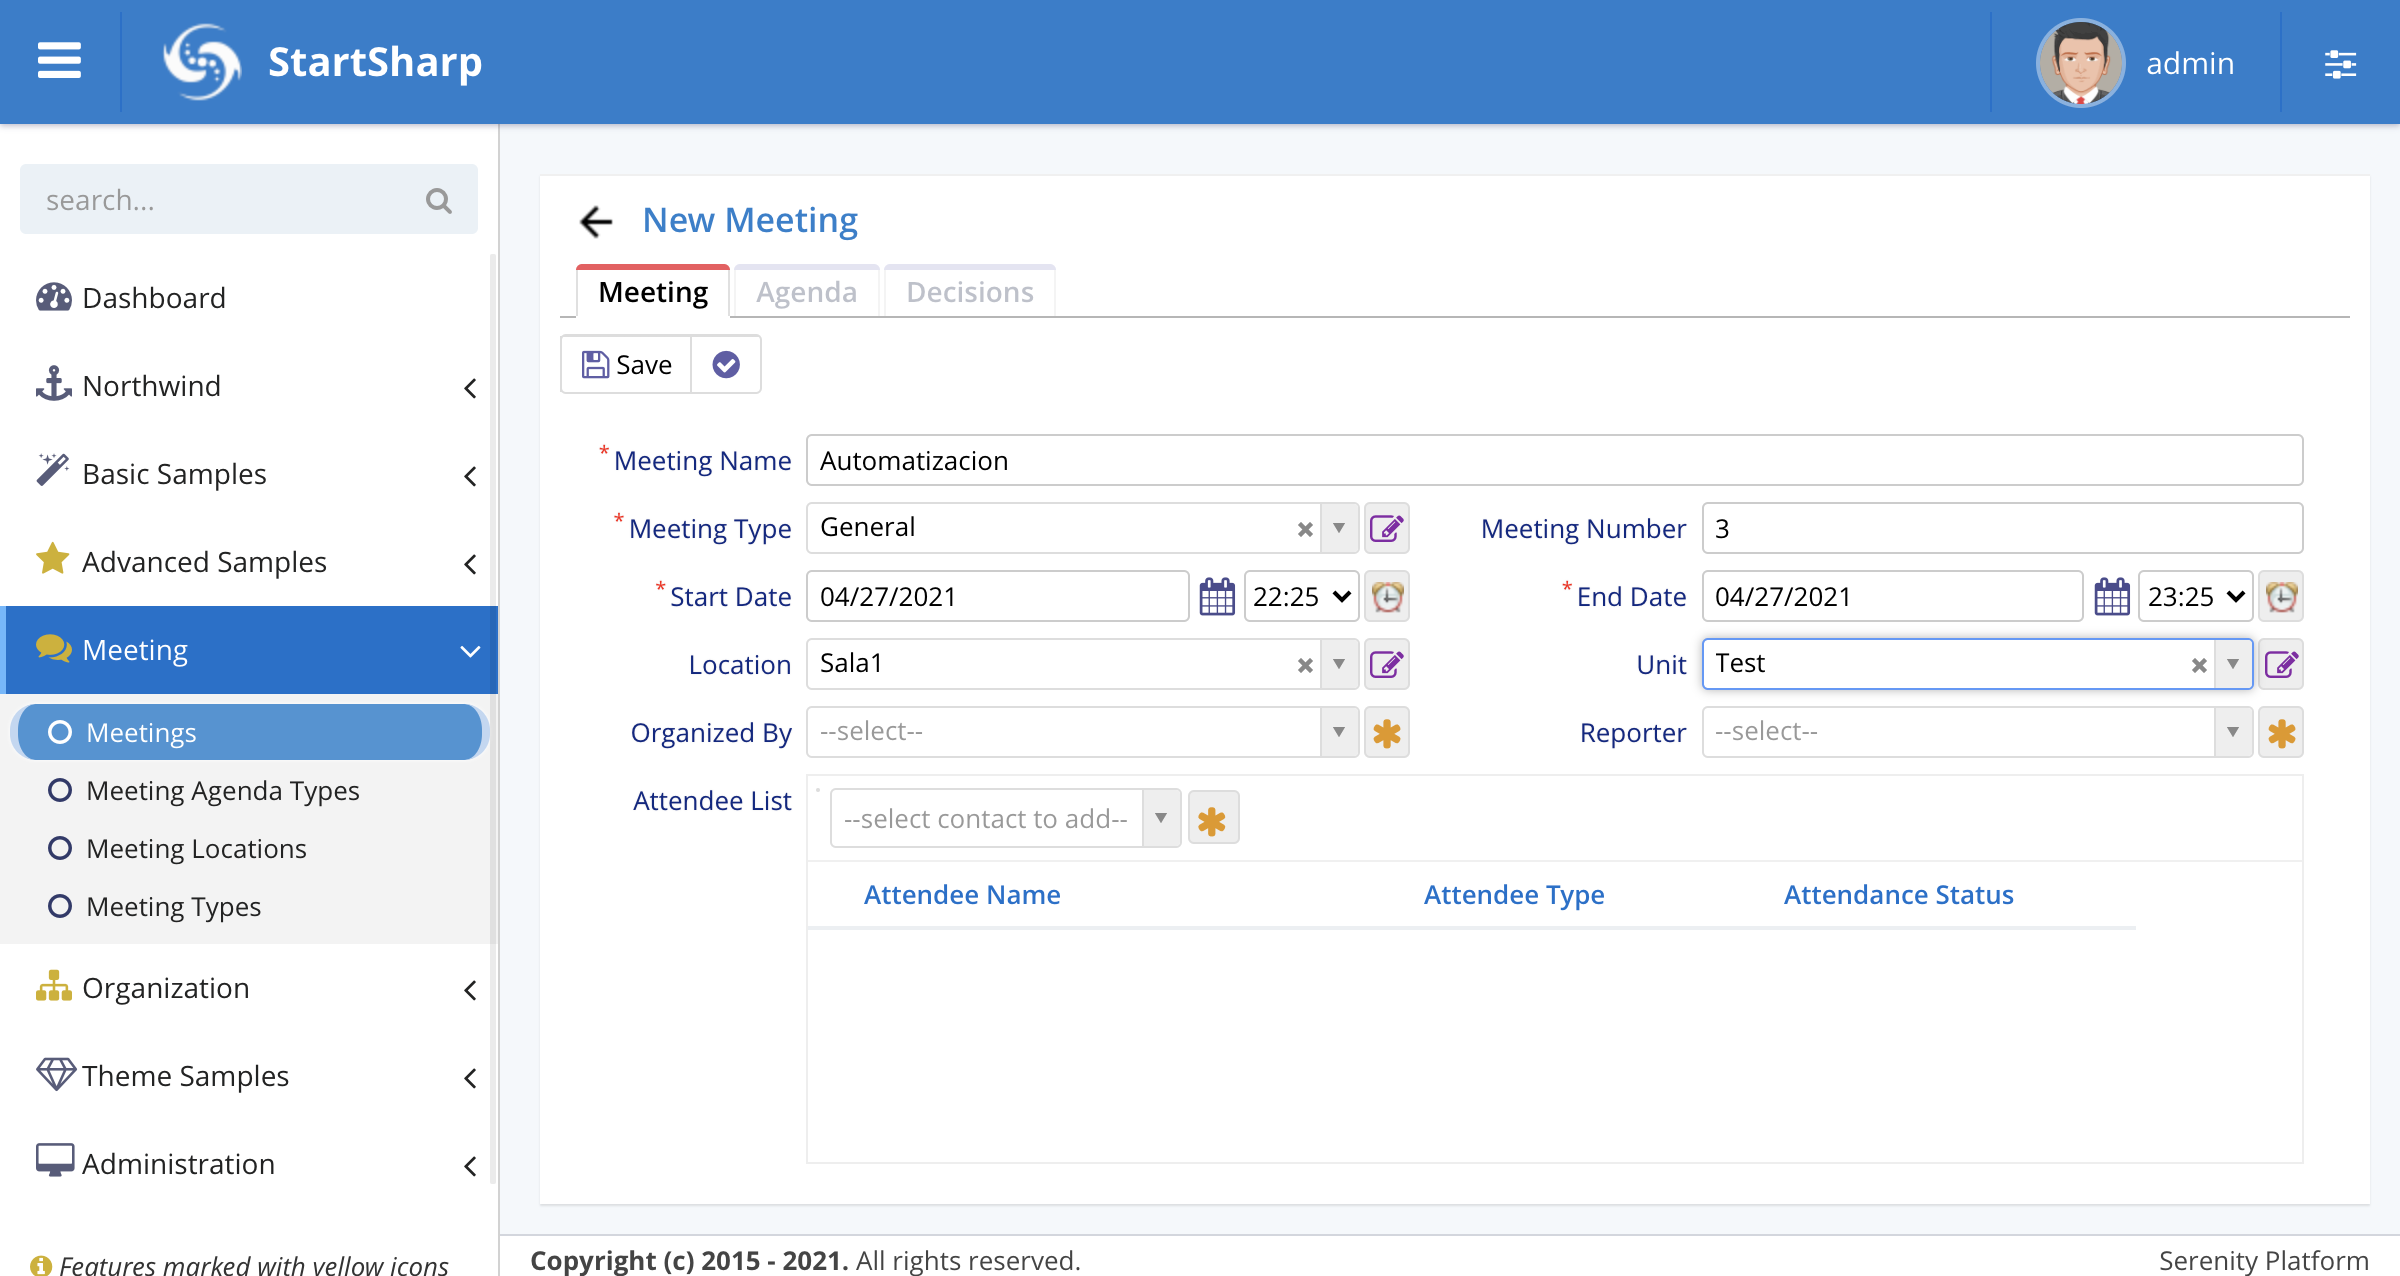 StartSharp
admin
search...
Dashboard
Northwind
Basic Samples
Advanced Samples
Meeting
Meetings
Meeting Agenda Types
Meeting Locations
Meeting Types
Organization
Theme Samples
Administration
Features marked with yellow icons
New Meeting
Meeting Agenda Decisions
Save
* Meeting Name Automatizacion
* Meeting Type General Meeting Number 3
* Start Date 04/27/2021 22:25 * End Date 04/27/2021 23:25
Location Sala1 Unit Test
Organized By --select-- Reporter --select--
Attendee List --select contact to add--
Attendee Name Attendee Type Attendance Status
Copyright (c) 2015 - 2021. All rights reserved. Serenity Platform